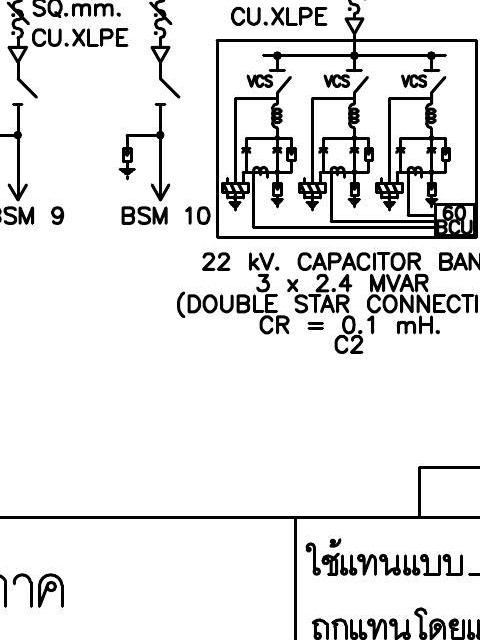 SQ.mm.
CU.XLPE
CU.XLPE
VCS VCS VCS
BSM 9
BSM 10
60
BCU
22 kV. CAPACITOR BAN
3 x 2.4 MVAR
(DOUBLE STAR CONNECTI
CR = 0.1 mH.
C2
ใช้แทนแบบ
ถูกแทนโดยแ
าค